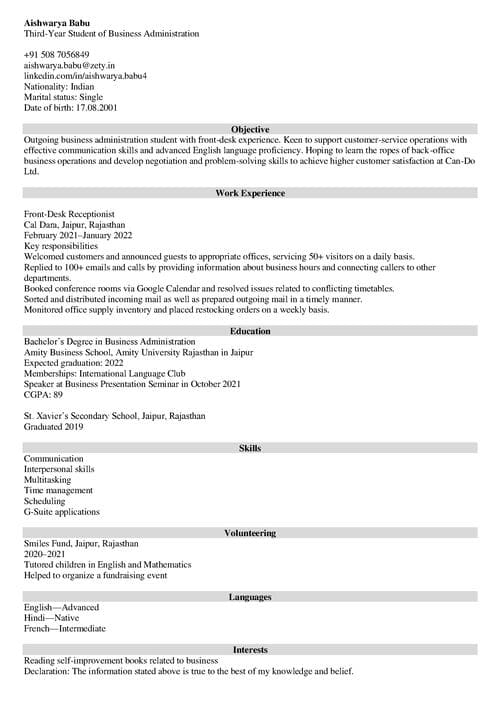 Aishwarya Babu
Third-Year Student of Business Administration
+91 508 7056849
aishwarya.babu@zety.in
linkedin.com/in/aishwarya.babu4
Nationality: Indian
Marital status: Single
Date of birth: 17.08.2001
Objective
Outgoing business administration student with front-desk experience. Keen to support customer-service operations with
effective communication skills and advanced English language proficiency. Hoping to learn the ropes of back-office
business operations and develop negotiation and problem-solving skills to achieve higher customer satisfaction at Can-Do
Ltd.
Work Experience
Front-Desk Receptionist
Cal Dara, Jaipur, Rajasthan
February 2021–January 2022
Key responsibilities
Welcomed customers and announced guests to appropriate offices, servicing 50+ visitors on a daily basis.
Replied to 100+ emails and calls by providing information about business hours and connecting callers to other
departments.
Booked conference rooms via Google Calendar and resolved issues related to conflicting timetables.
Sorted and distributed incoming mail as well as prepared outgoing mail in a timely manner.
Monitored office supply inventory and placed restocking orders on a weekly basis.
Education
Bachelor´s Degree in Business Administration
Amity Business School, Amity University Rajasthan in Jaipur
Expected graduation: 2022
Memberships: International Language Club
Speaker at Business Presentation Seminar in October 2021
CGPA: 89
St. Xavier´s Secondary School, Jaipur, Rajasthan
Graduated 2019
Skills
Communication
Interpersonal skills
Multitasking
Time management
Scheduling
G-Suite applications
Volunteering
Smiles Fund, Jaipur, Rajasthan
2020–2021
Tutored children in English and Mathematics
Helped to organize a fundraising event
Languages
English—Advanced
Hindi—Native
French—Intermediate
Interests
Reading self-improvement books related to business
Declaration: The information stated above is true to the best of my knowledge and belief.